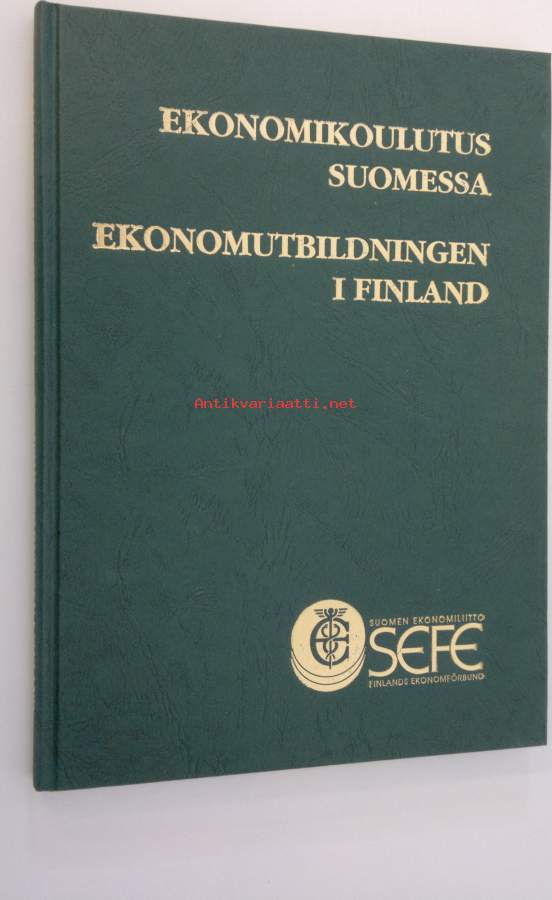 EKONOMIKOULUTUS
SUOMESSA
EKONOMUTBILDNINGEN
I FINLAND
Antikvariaatti.net
SUOMEN EKONOMILIITTO
SEFE
FINLANDS EKONOMFÖRBUND